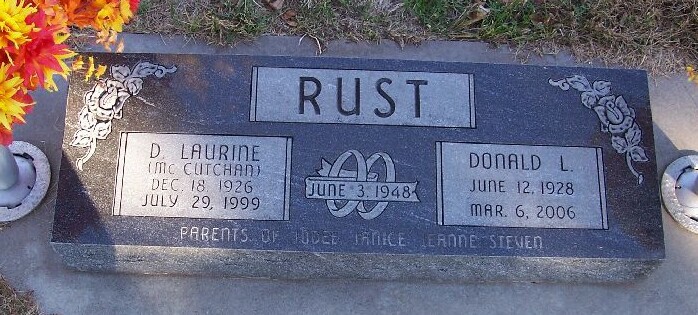 RUST
D. LAURINE
(MC CUTCHAN)
DEC. 18, 1926
JULY 29, 1999
JUNE 3, 1948
DONALD L.
JUNE 12, 1928
MAR. 6, 2006
PARENTS OF JANICE JEANNE STEVEN